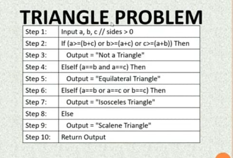 TRIANGLE PROBLEM
Step 1: Input a, b, c // sides > 0
Step 2: If (a>=(b+c) or b>=(a+c) or c>=(a+b)) Then
Step 3: Output = "Not a Triangle"
Step 4: ElseIf (a==b and a==c) Then
Step 5: Output = "Equilateral Triangle"
Step 6: ElseIf (a==b or a==c or b==c) Then
Step 7: Output = "Isosceles Triangle"
Step 8: Else
Step 9: Output = "Scalene Triangle"
Step 10: Return Output